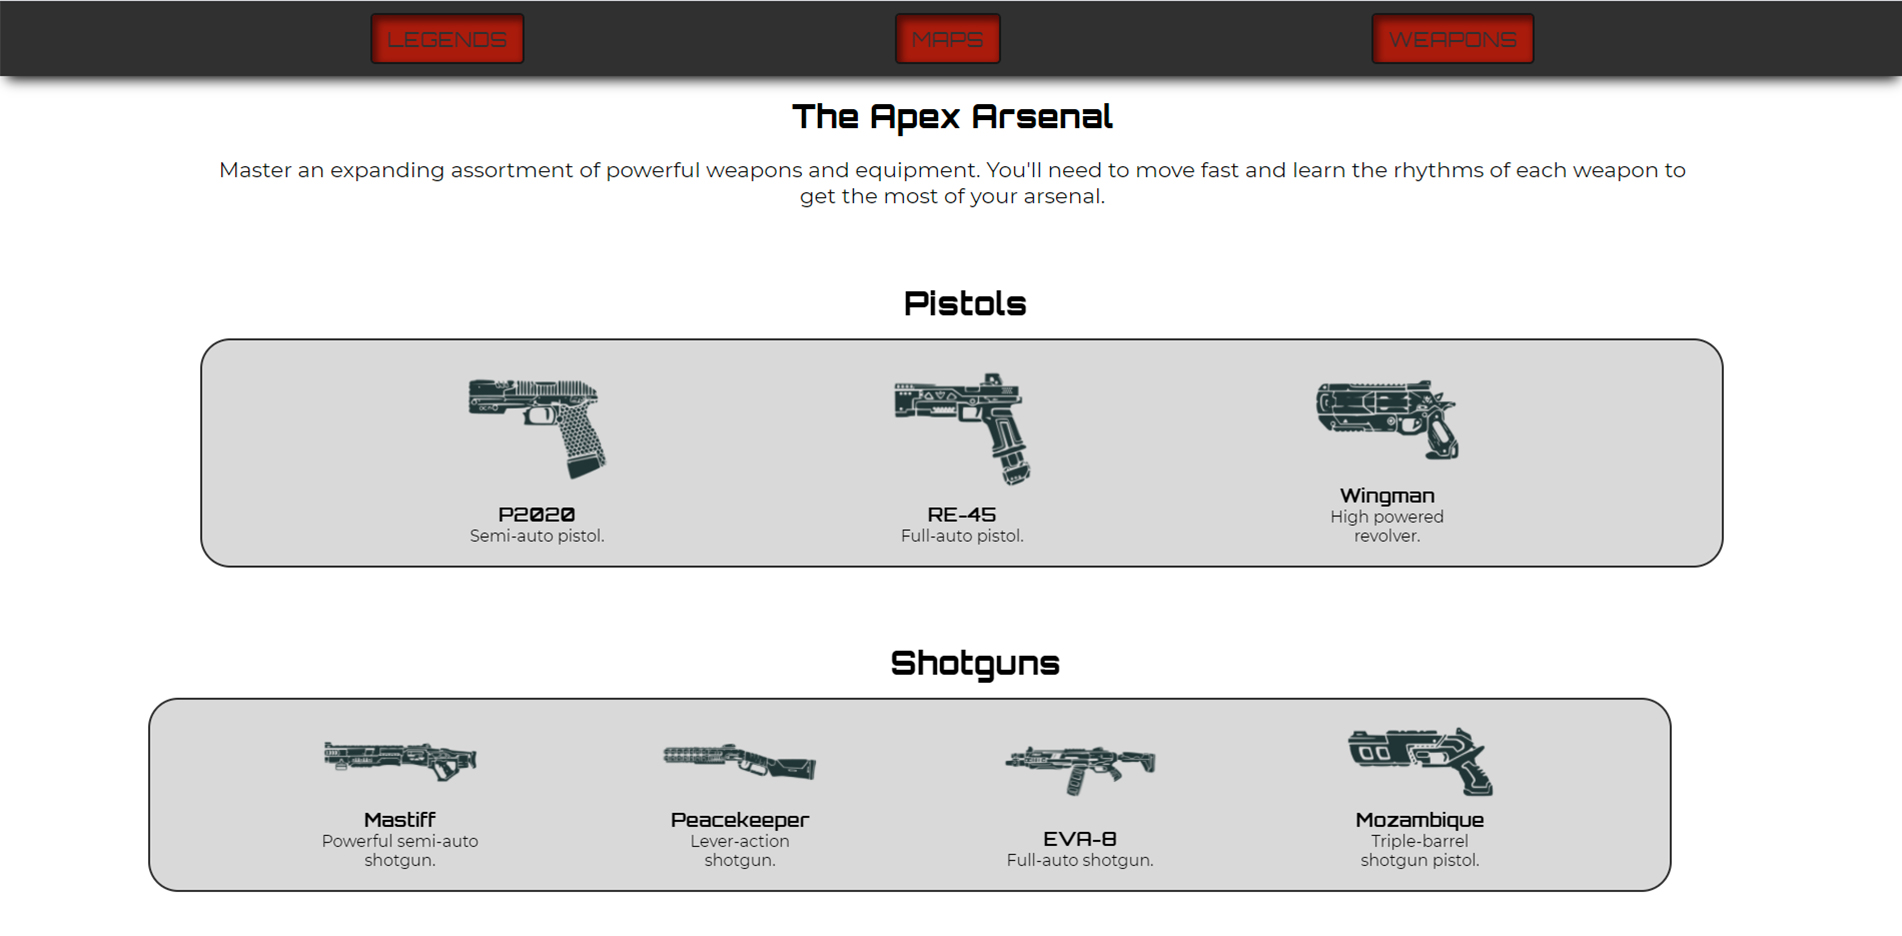 LEGENDS
MAPS
WEAPONS
The Apex Arsenal
Master an expanding assortment of powerful weapons and equipment. You'll need to move fast and learn the rhythms of each weapon to
get the most of your arsenal.
Pistols
P2020
Semi-auto pistol.
RE-45
Full-auto pistol.
Wingman
High powered
revolver.
Shotguns
Mastiff
Powerful semi-auto
shotgun.
Peacekeeper
Lever-action
shotgun.
EVA-8
Full-auto shotgun.
Mozambique
Triple-barrel
shotgun pistol.